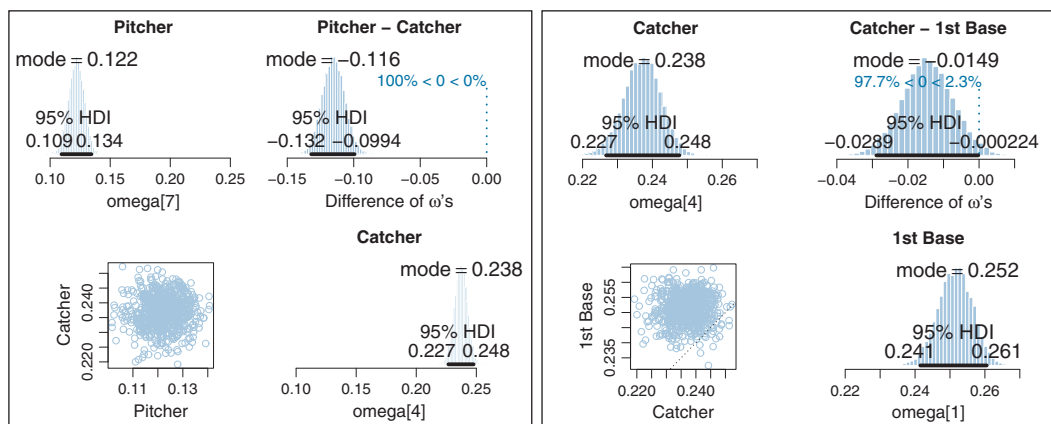 Pitcher
mode = 0.122
95% HDI
0.109 0.134
0.10 0.15 0.20 0.25
omega[7]
Pitcher − Catcher
mode = −0.116
100% < 0 < 0%
95% HDI
−0.132 −0.0994
−0.15 −0.10 −0.05 0.00
Difference of ω's
Catcher
0.220 0.240
0.11 0.13
Pitcher
Catcher
mode = 0.238
95% HDI
0.227 0.248
0.10 0.15 0.20 0.25
omega[4]
Catcher
mode = 0.238
95% HDI
0.227 0.248
0.22 0.24 0.26
omega[4]
Catcher − 1st Base
mode = −0.0149
97.7% < 0 < 2.3%
95% HDI
−0.0289 −0.000224
−0.04 −0.02 0.00
Difference of ω's
1st Base
0.235 0.255
0.220 0.240
Catcher
1st Base
mode = 0.252
95% HDI
0.241 0.261
0.22 0.24 0.26
omega[1]